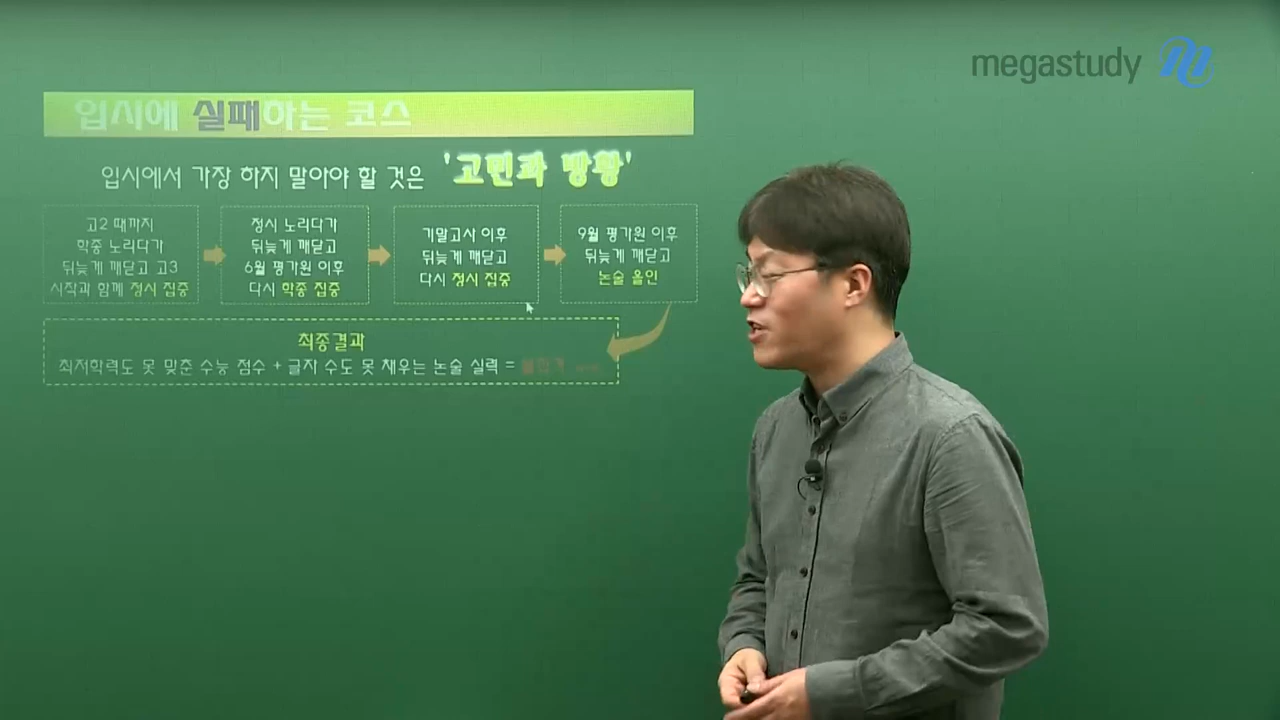 megastudy
입시에 실패하는 코스
입시에서 가장 하지 말아야 할 것은 '고민과 방황'
고2 때까지
학종 노리다가
뒤늦게 깨닫고 고3
시작과 함께 정시 집중
정시 노리다가
뒤늦게 깨닫고
6월 평가원 이후
다시 학종 집중
기말고사 이후
뒤늦게 깨닫고
다시 정시 집중
9월 평가원 이후
뒤늦게 깨닫고
논술 올인
최종결과
최저학력도 못 맞춘 수능 점수 + 글자 수도 못 채우는 논술 실력 =